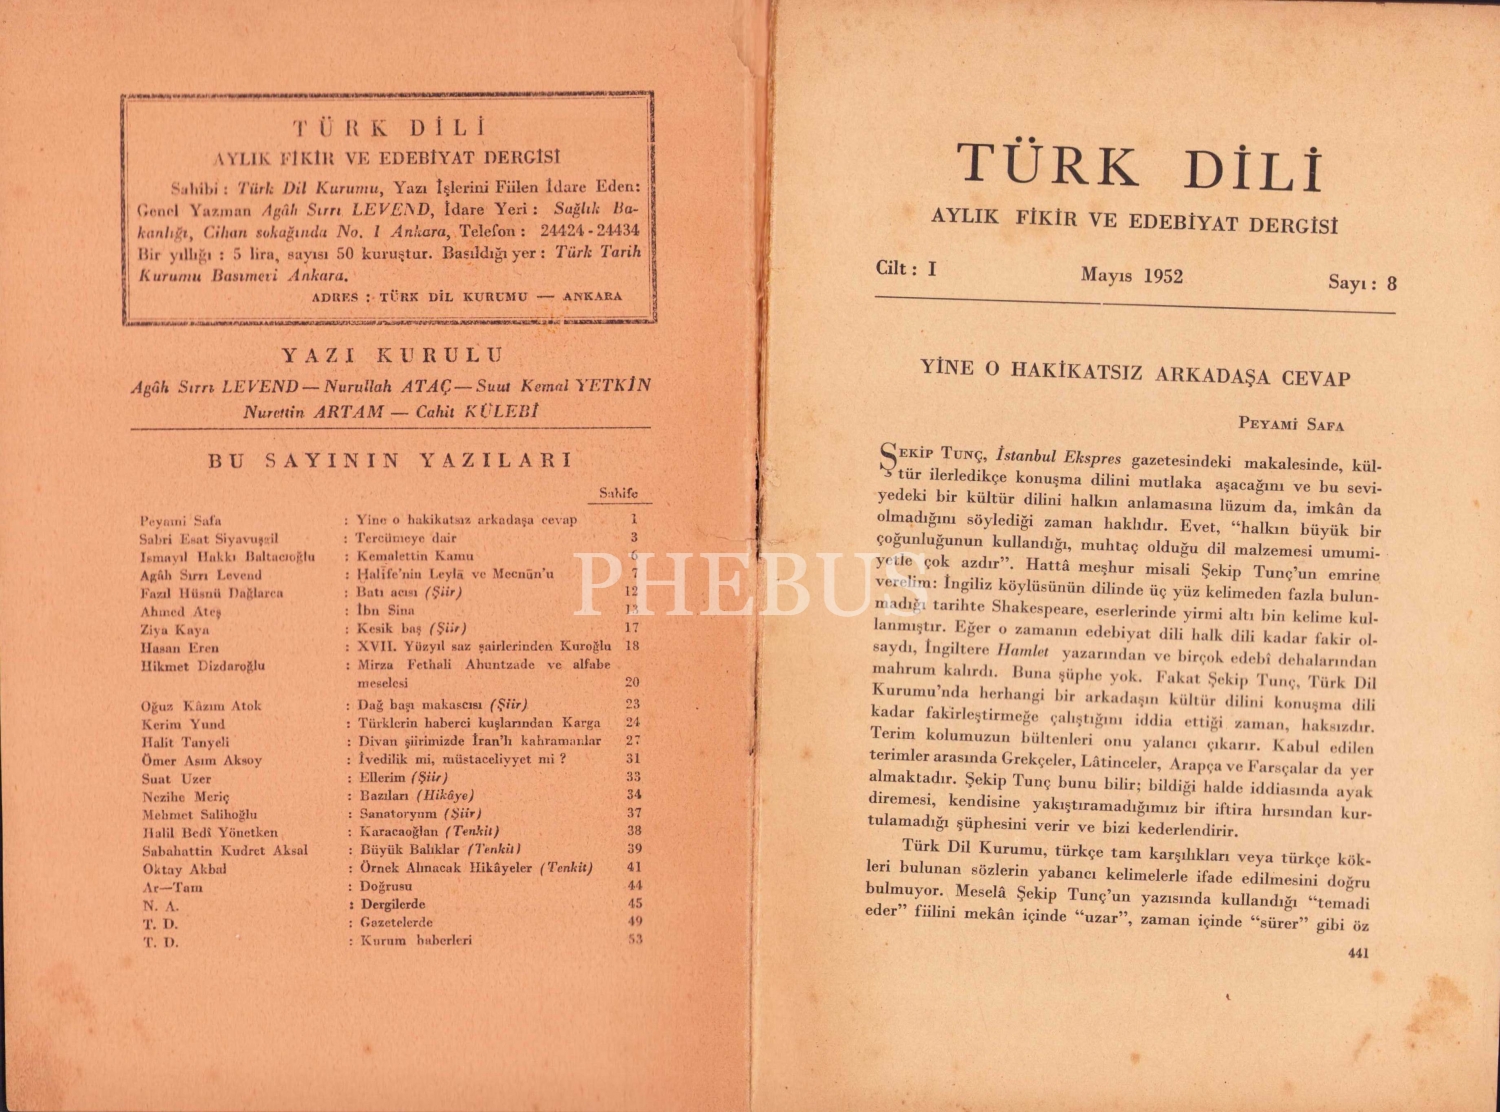 TÜRK DİLİ
AYLIK FİKİR VE EDEBİYAT DERGİSİ
Sahibi : Türk Dil Kurumu, Yazı İşlerini Fiilen İdare Eden:
Genel Yazman Agâh Sırrı LEVEND, İdare Yeri : Sağlık Ba-
kanlığı, Cihan sokağında No. 1 Ankara, Telefon : 24424 - 24434
Bir yıllığı : 5 lira, sayısı 50 kuruştur. Basıldığı yer : Türk Tarih
Kurumu Basımevi Ankara.
ADRES : TÜRK DİL KURUMU — ANKARA
YAZI KURULU
Agâh Sırrı LEVEND — Nurullah ATAÇ — Suut Kemal YETKİN
Nurettin ARTAM — Cahit KÜLEBİ
BU SAYININ YAZILARI
Sahife
Peyami Safa : Yine o hakikatsız arkadaşa cevap 1
Sabri Esat Siyavuşgil : Tercümeye dair 3
Ismayıl Hakkı Baltacıoğlu : Kemalettin Kamu 6
Agâh Sırrı Levend : Halife'nin Leylâ ve Mecnûn'u 7
Fazıl Hüsnü Dağlarca : Batı acısı (Şiir) 12
Ahmed Ateş : İbn Sina 13
Ziya Kaya : Kesik baş (Şiir) 17
Hasan Eren : XVII. Yüzyıl saz şairlerinden Kuroğlu 18
Hikmet Dizdaroğlu : Mirza Fethali Ahuntzade ve alfabe
meselesi 20
Oğuz Kâzım Atok : Dağ başı makascısı (Şiir) 23
Kerim Yund : Türklerin haberci kuşlarından Karga 24
Halit Tanyeli : Divan şiirimizde İran'lı kahramanlar 27
Ömer Asım Aksoy : İvedilik mi, müstaceliyyet mi ? 31
Suat Uzer : Ellerim (Şiir) 33
Nezihe Meriç : Bazıları (Hikâye) 34
Mehmet Salihoğlu : Sanatoryum (Şiir) 37
Halil Bedî Yönetken : Karacaoğlan (Tenkit) 38
Sabahattin Kudret Aksal : Büyük Balıklar (Tenkit) 39
Oktay Akbal : Örnek Alınacak Hikâyeler (Tenkit) 41
Ar—Tam : Doğrusu 44
N. A. : Dergilerde 45
T. D. : Gazetelerde 49
T. D. : Kurum haberleri 53
TÜRK DİLİ
AYLIK FİKİR VE EDEBİYAT DERGİSİ
Cilt : I Mayıs 1952 Sayı : 8
YİNE O HAKİKATSIZ ARKADAŞA CEVAP
PEYAMİ SAFA
ŞEKİP TUNÇ, İstanbul Ekspres gazetesindeki makalesinde, kül-
tür ilerledikçe konuşma dilini mutlaka aşacağını ve bu sevi-
yedeki bir kültür dilini halkın anlamasına lüzum da, imkân da
olmadığını söylediği zaman haklıdır. Evet, “halkın büyük bir
çoğunluğunun kullandığı, muhtaç olduğu dil malzemesi umumi-
yetle çok azdır”. Hattâ meşhur misali Şekip Tunç'un emrine
verelim: İngiliz köylüsünün dilinde üç yüz kelimeden fazla bulun-
madığı tarihte Shakespeare, eserlerinde yirmi altı bin kelime kul-
lanmıştır. Eğer o zamanın edebiyat dili halk dili kadar fakir ol-
saydı, İngiltere Hamlet yazarından ve birçok edebî dehalarından
mahrum kalırdı. Buna şüphe yok. Fakat Şekip Tunç, Türk Dil
Kurumu'nda herhangi bir arkadaşın kültür dilini konuşma dili
kadar fakirleştirmeğe çalıştığını iddia ettiği zaman, haksızdır.
Terim kolumuzun bültenleri onu yalancı çıkarır. Kabul edilen
terimler arasında Grekçeler, Lâtinceler, Arapça ve Farsçalar da yer
almaktadır. Şekip Tunç bunu bilir; bildiği halde iddiasında ayak
diremesi, kendisine yakıştıramadığımız bir iftira hırsından kur-
tulamadığı şüphesini verir ve bizi kederlendirir.
Türk Dil Kurumu, türkçe tam karşılıkları veya türkçe kök-
leri bulunan sözlerin yabancı kelimelerle ifade edilmesini doğru
bulmuyor. Meselâ Şekip Tunç'un yazısında kullandığı “temadi
eder” fiilini mekân içinde “uzar”, zaman içinde “sürer” gibi öz
441
PHEBUS